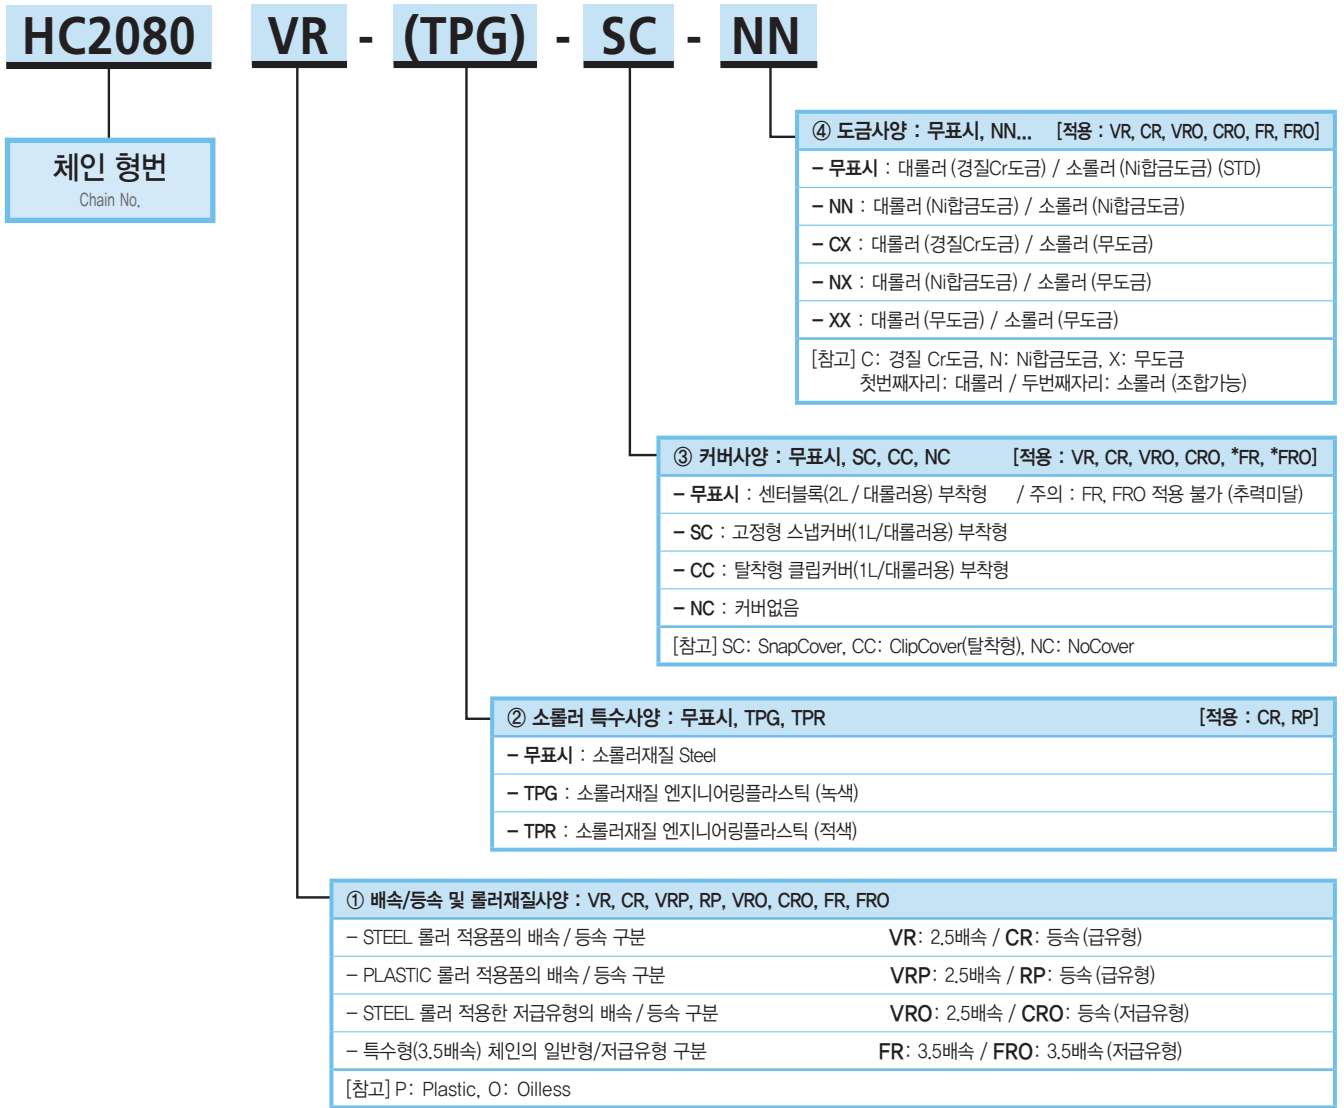 HC2080 VR - (TPG) - SC - NN
체인 형번
Chain No.
④ 도금사양 : 무표시, NN... [적용 : VR, CR, VRO, CRO, FR, FRO]
– 무표시 : 대롤러(경질Cr도금) / 소롤러(Ni합금도금) (STD)
– NN : 대롤러(Ni합금도금) / 소롤러(Ni합금도금)
– CX : 대롤러(경질Cr도금) / 소롤러(무도금)
– NX : 대롤러(Ni합금도금) / 소롤러(무도금)
– XX : 대롤러(무도금) / 소롤러(무도금)
[참고] C: 경질 Cr도금, N: Ni합금도금, X: 무도금
첫번째자리: 대롤러 / 두번째자리: 소롤러 (조합가능)
③ 커버사양 : 무표시, SC, CC, NC [적용 : VR, CR, VRO, CRO, *FR, *FRO]
– 무표시 : 센터블록(2L / 대롤러용) 부착형 / 주의 : FR, FRO 적용 불가 (추력미달)
– SC : 고정형 스냅커버(1L/대롤러용) 부착형
– CC : 탈착형 클립커버(1L/대롤러용) 부착형
– NC : 커버없음
[참고] SC: SnapCover, CC: ClipCover(탈착형), NC: NoCover
② 소롤러 특수사양 : 무표시, TPG, TPR [적용 : CR, RP]
– 무표시 : 소롤러재질 Steel
– TPG : 소롤러재질 엔지니어링플라스틱 (녹색)
– TPR : 소롤러재질 엔지니어링플라스틱 (적색)
① 배속/등속 및 롤러재질사양 : VR, CR, VRP, RP, VRO, CRO, FR, FRO
– STEEL 롤러 적용품의 배속 / 등속 구분 VR: 2.5배속 / CR: 등속(급유형)
– PLASTIC 롤러 적용품의 배속 / 등속 구분 VRP: 2.5배속 / RP: 등속(급유형)
– STEEL 롤러 적용한 저급유형의 배속 / 등속 구분 VRO: 2.5배속 / CRO: 등속(저급유형)
– 특수형(3.5배속) 체인의 일반형/저급유형 구분 FR: 3.5배속 / FRO: 3.5배속(저급유형)
[참고] P: Plastic, O: Oilless